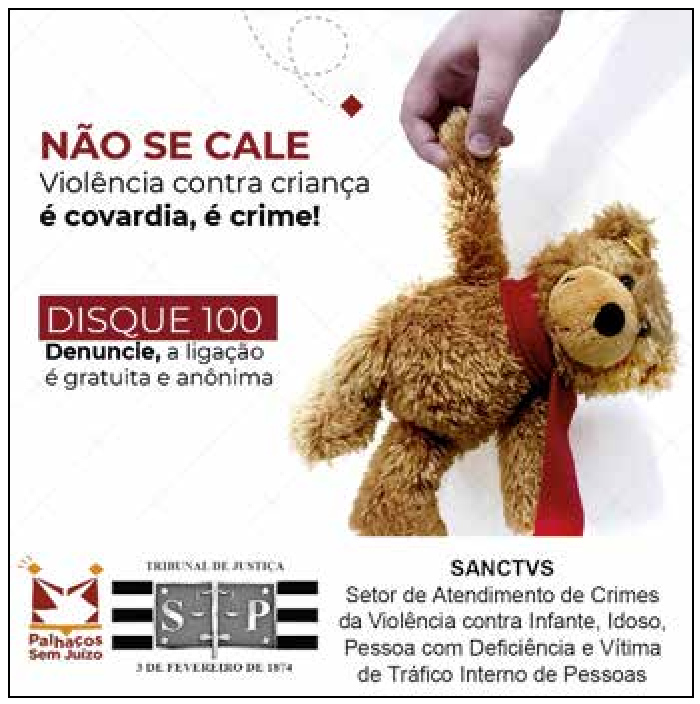 NÃO SE CALE
Violência contra criança
é covardia, é crime!
DISQUE 100
Denuncie, a ligação
é gratuita e anônima
Palhaços
Sem Juízo
TRIBUNAL DE JUSTIÇA
S P
3 DE FEVEREIRO DE 1874
SANCTVS
Setor de Atendimento de Crimes
da Violência contra Infante, Idoso,
Pessoa com Deficiência e Vítima
de Tráfico Interno de Pessoas